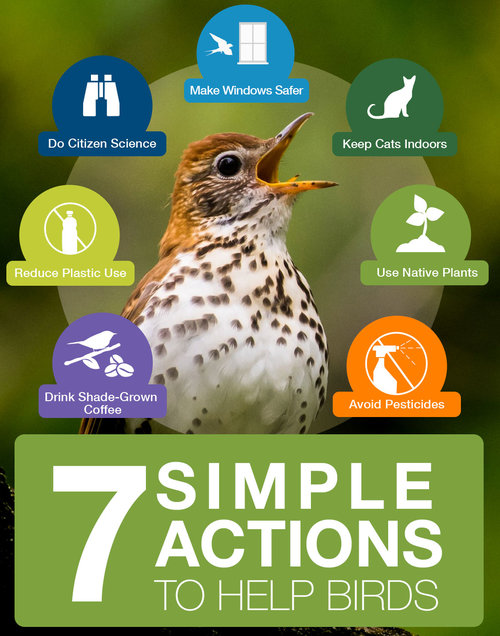 Make Windows Safer
Do Citizen Science
Keep Cats Indoors
Reduce Plastic Use
Use Native Plants
Drink Shade-Grown
Coffee
Avoid Pesticides
7 SIMPLE
ACTIONS
TO HELP BIRDS